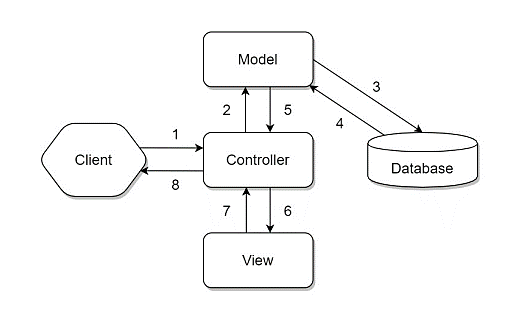 Model
3
2
5
4
1
Client
Controller
Database
8
7
6
View